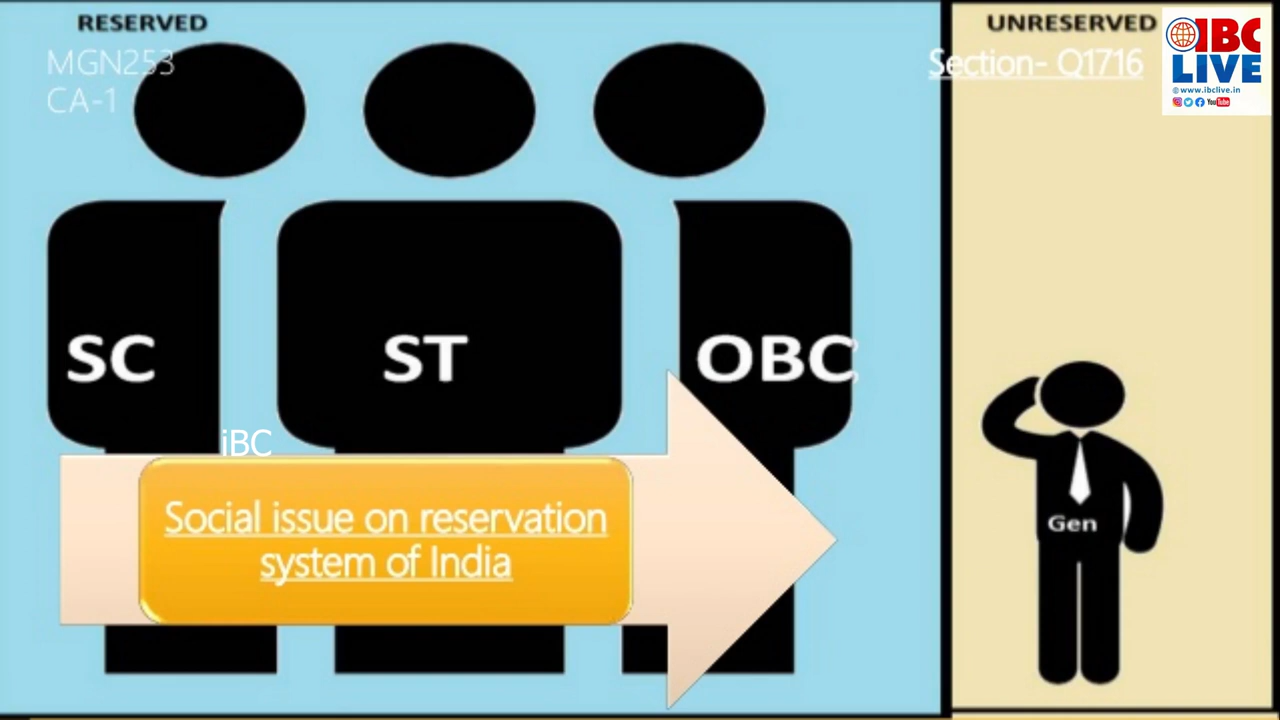 RESERVED
UNRESERVED
MGN253
CA-1
Section- Q1716
IBC
LIVE
www.ibclive.in
YouTube
SC
ST
OBC
iBC
Social issue on reservation
system of India
Gen